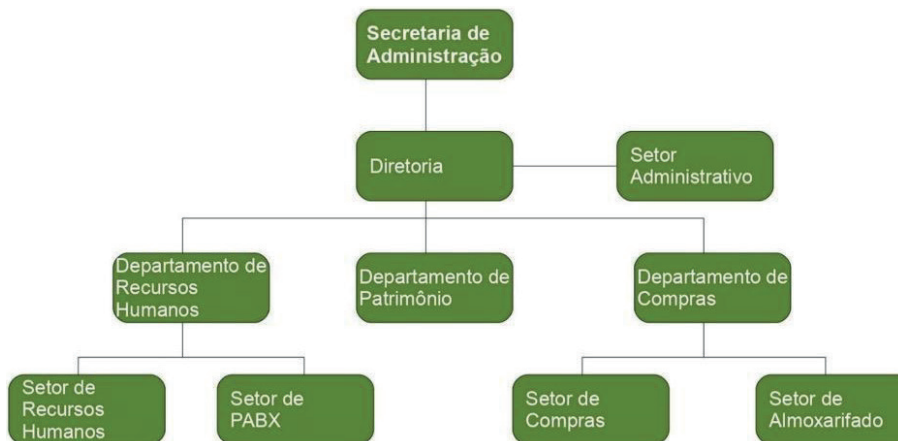 Secretaria de
Administração
Diretoria
Setor
Administrativo
Departamento de
Recursos
Humanos
Departamento de
Patrimônio
Departamento de
Compras
Setor de
Recursos
Humanos
Setor de
PABX
Setor de
Compras
Setor de
Almoxarifado